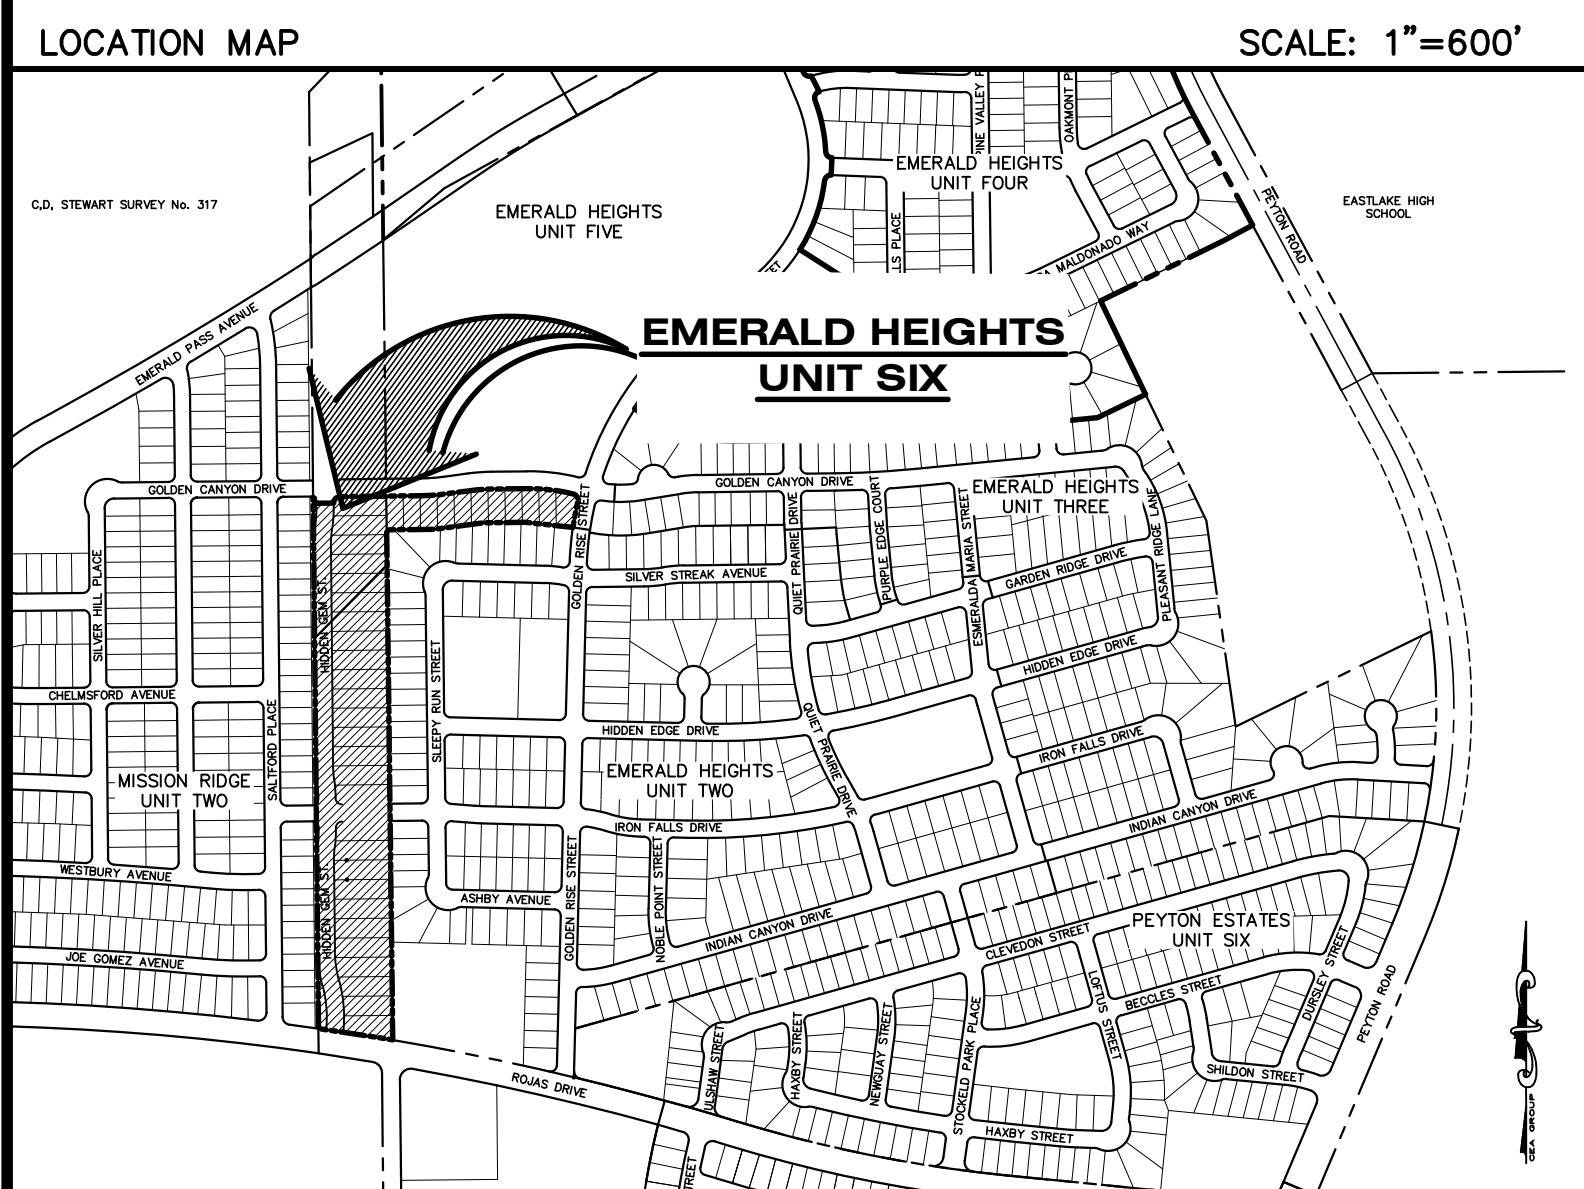 LOCATION MAP
SCALE: 1"=600'
C,D, STEWART SURVEY No. 317
EMERALD HEIGHTS
UNIT FIVE
EMERALD HEIGHTS
UNIT FOUR
PINE VALLEY
OAKMONT
PEYTON ROAD
EASTLAKE HIGH
SCHOOL
MALDONADO WAY
PLACE
EMERALD PASS AVENUE
EMERALD HEIGHTS
UNIT SIX
GOLDEN CANYON DRIVE
GOLDEN CANYON DRIVE
GOLDEN RISE STREET
QUIET PRAIRIE DRIVE
PURPLE EDGE COURT
ESMERALDA MARIA STREET
EMERALD HEIGHTS
UNIT THREE
PLEASANT RIDGE LANE
SILVER HILL PLACE
HIDDEN GEM ST.
SILVER STREAK AVENUE
GARDEN RIDGE DRIVE
HIDDEN EDGE DRIVE
CHELMSFORD AVENUE
SALTFORD PLACE
SLEEPY RUN STREET
HIDDEN EDGE DRIVE
QUIET PRAIRIE DRIVE
IRON FALLS DRIVE
MISSION RIDGE
UNIT TWO
EMERALD HEIGHTS
UNIT TWO
IRON FALLS DRIVE
INDIAN CANYON DRIVE
WESTBURY AVENUE
HIDDEN GEM ST.
ASHBY AVENUE
GOLDEN RISE STREET
NOBLE POINT STREET
INDIAN CANYON DRIVE
CLEVEDON STREET
PEYTON ESTATES
UNIT SIX
JOE GOMEZ AVENUE
LOFTUS STREET
BECCLES STREET
DURSLEY STREET
PEYTON ROAD
ROJAS DRIVE
ULSHAW STREET
HAXBY STREET
NEWGUAY STREET
STOCKELD PARK PLACE
SHILDON STREET
HAXBY STREET
CEA GROUP